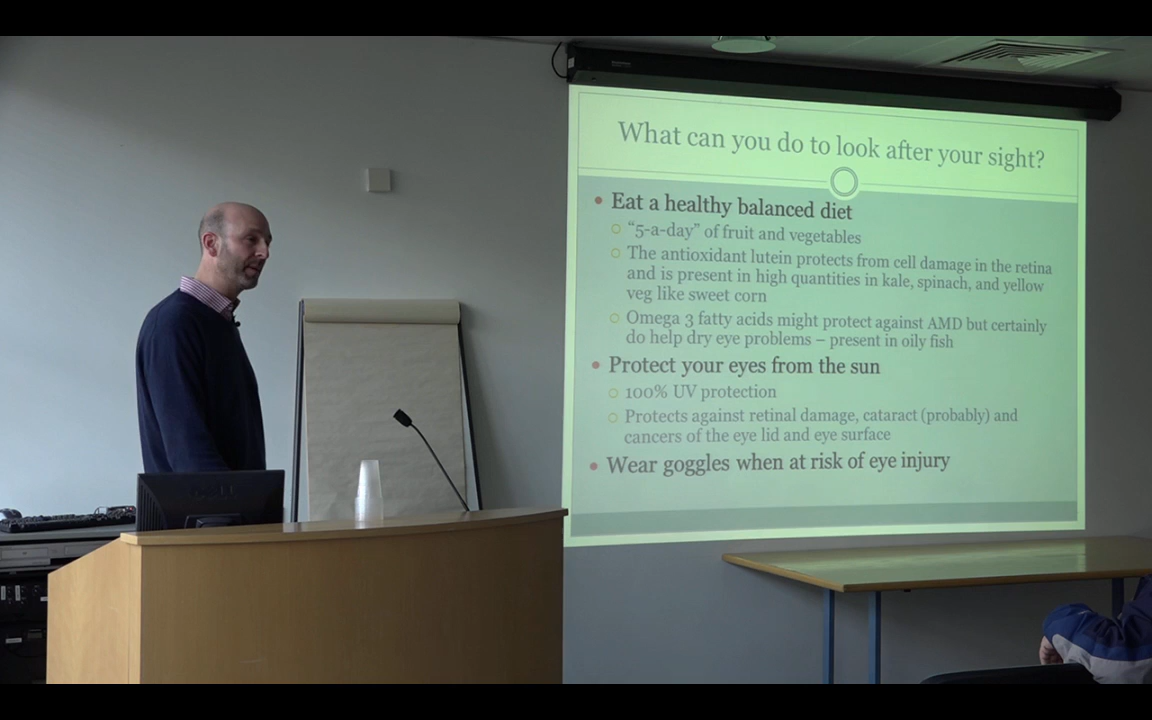 What can you do to look after your sight?
• Eat a healthy balanced diet
○ “5-a-day” of fruit and vegetables
○ The antioxidant lutein protects from cell damage in the retina
and is present in high quantities in kale, spinach, and yellow
veg like sweet corn
○ Omega 3 fatty acids might protect against AMD but certainly
do help dry eye problems – present in oily fish
• Protect your eyes from the sun
○ 100% UV protection
○ Protects against retinal damage, cataract (probably) and
cancers of the eye lid and eye surface
• Wear goggles when at risk of eye injury
DELL